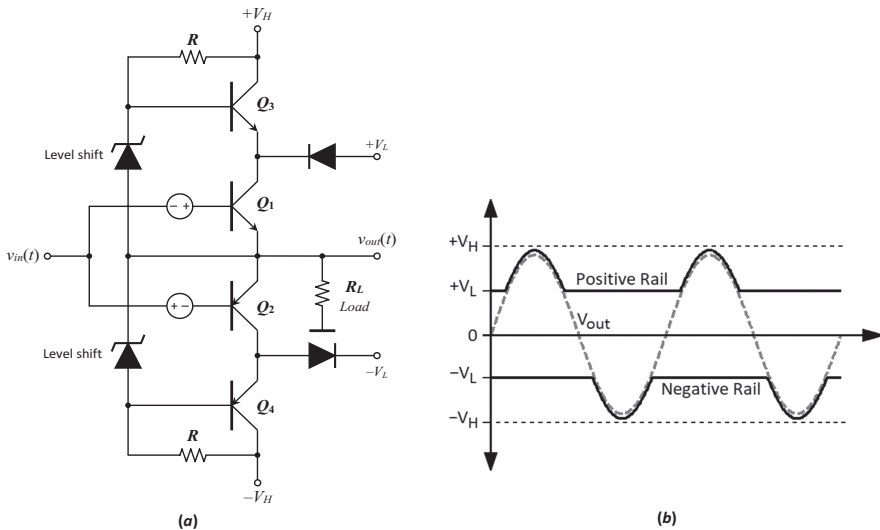 +V_H
R
Q_3
Level shift
+V_L
Q_1
v_in(t)
v_out(t)
R_L
Load
Q_2
Level shift
−V_L
Q_4
R
−V_H
(a)
+V_H
Positive Rail
+V_L
V_out
0
−V_L
Negative Rail
−V_H
(b)